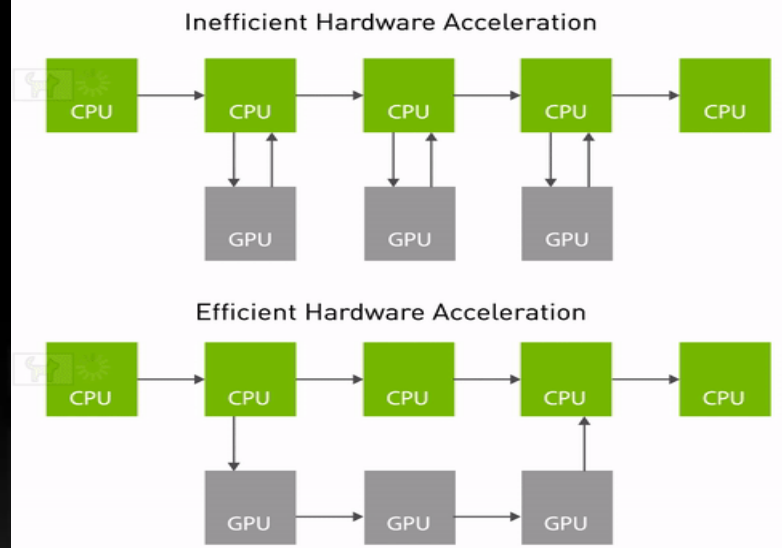 Inefficient Hardware Acceleration
CPU CPU CPU CPU CPU
GPU GPU GPU
Efficient Hardware Acceleration
CPU CPU CPU CPU CPU
GPU GPU GPU